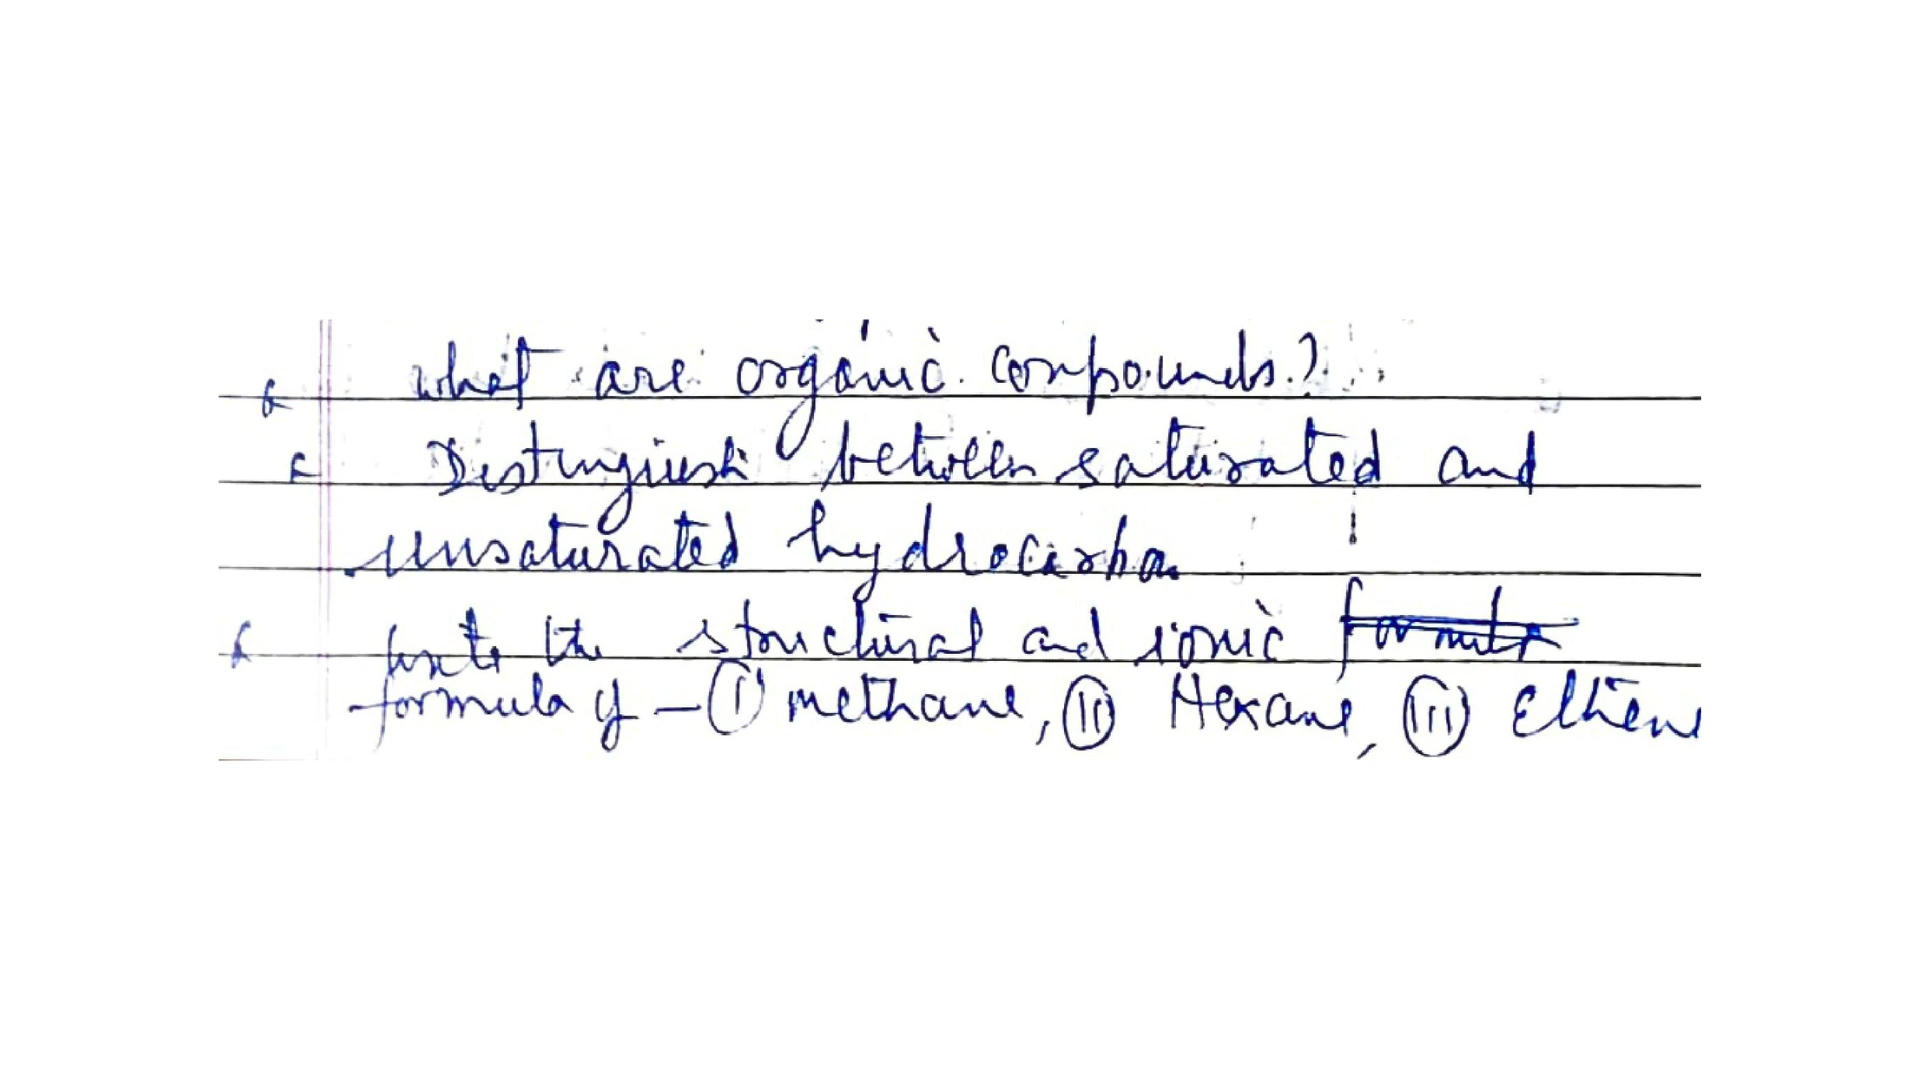 what are organic compounds?
Distingiush between saturated and
unsaturated hydrocarbon
write the structural and ionic formula
formula of - (i) methane, (ii) Hexane, (iii) Ethene